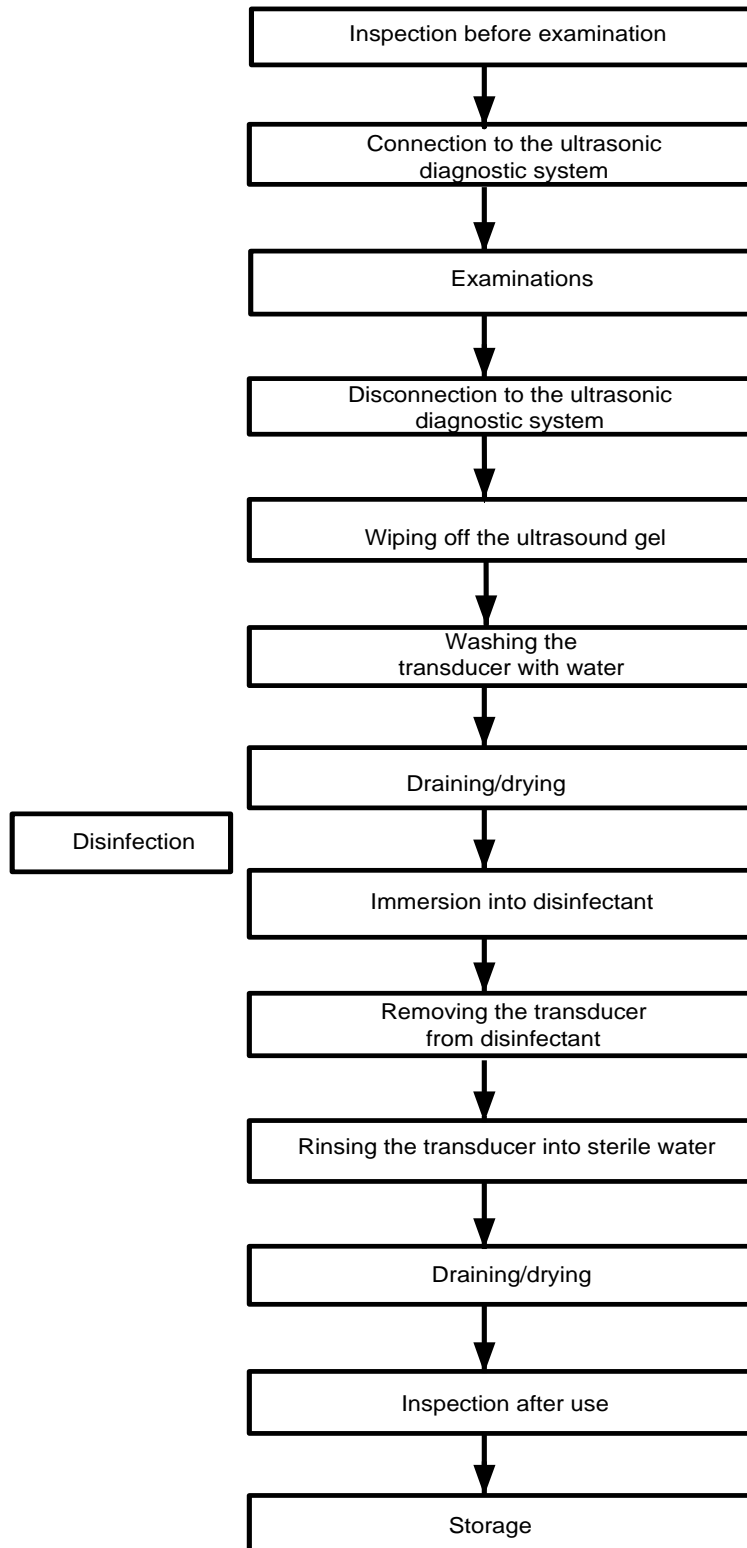 Inspection before examination
Connection to the ultrasonic
diagnostic system
Examinations
Disconnection to the ultrasonic
diagnostic system
Wiping off the ultrasound gel
Washing the
transducer with water
Draining/drying
Disinfection
Immersion into disinfectant
Removing the transducer
from disinfectant
Rinsing the transducer into sterile water
Draining/drying
Inspection after use
Storage